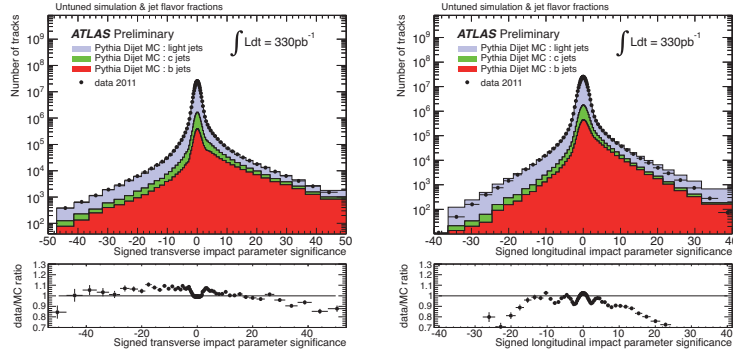 Untuned simulation & jet flavor fractions
Number of tracks
10⁹
10⁸
10⁷
10⁶
10⁵
10⁴
10³
10²
ATLAS Preliminary
∫ Ldt = 330pb⁻¹
Pythia Dijet MC : light jets
Pythia Dijet MC : c jets
Pythia Dijet MC : b jets
data 2011
-50 -40 -30 -20 -10 0 10 20 30 40 50
Signed transverse impact parameter significance
data/MC ratio
1.3
1.2
1.1
1
0.9
0.8
0.7
-40 -20 0 20 40
Signed transverse impact parameter significance
Untuned simulation & jet flavor fractions
Number of tracks
10⁹
10⁸
10⁷
10⁶
10⁵
10⁴
10³
10²
ATLAS Preliminary
∫ Ldt = 330pb⁻¹
Pythia Dijet MC : light jets
Pythia Dijet MC : c jets
Pythia Dijet MC : b jets
data 2011
-40 -30 -20 -10 0 10 20 30 40
Signed longitudinal impact parameter significance
data/MC ratio
1.3
1.2
1.1
1
0.9
0.8
0.7
-40 -30 -20 -10 0 10 20 30 40
Signed longitudinal impact parameter significance